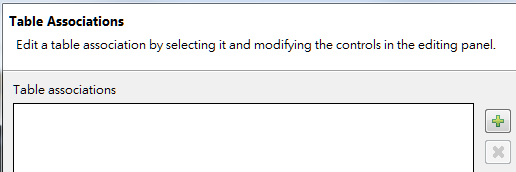 Table Associations
Edit a table association by selecting it and modifying the controls in the editing panel.
Table associations